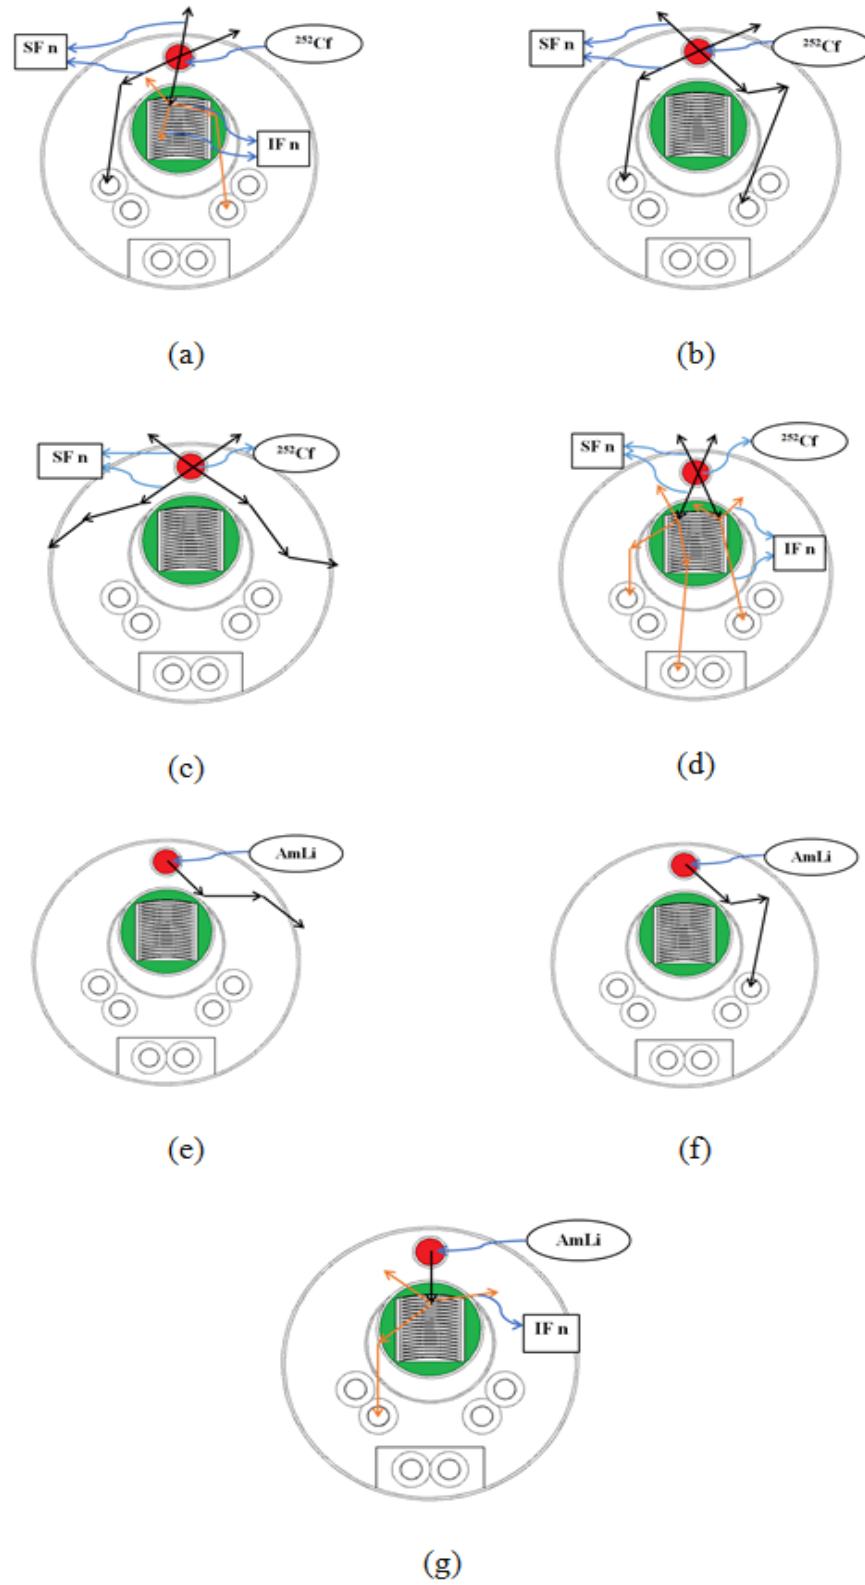 SF n
²⁵²Cf
IF n
(a)
SF n
²⁵²Cf
(b)
SF n
²⁵²Cf
(c)
SF n
²⁵²Cf
IF n
(d)
AmLi
(e)
AmLi
(f)
AmLi
IF n
(g)